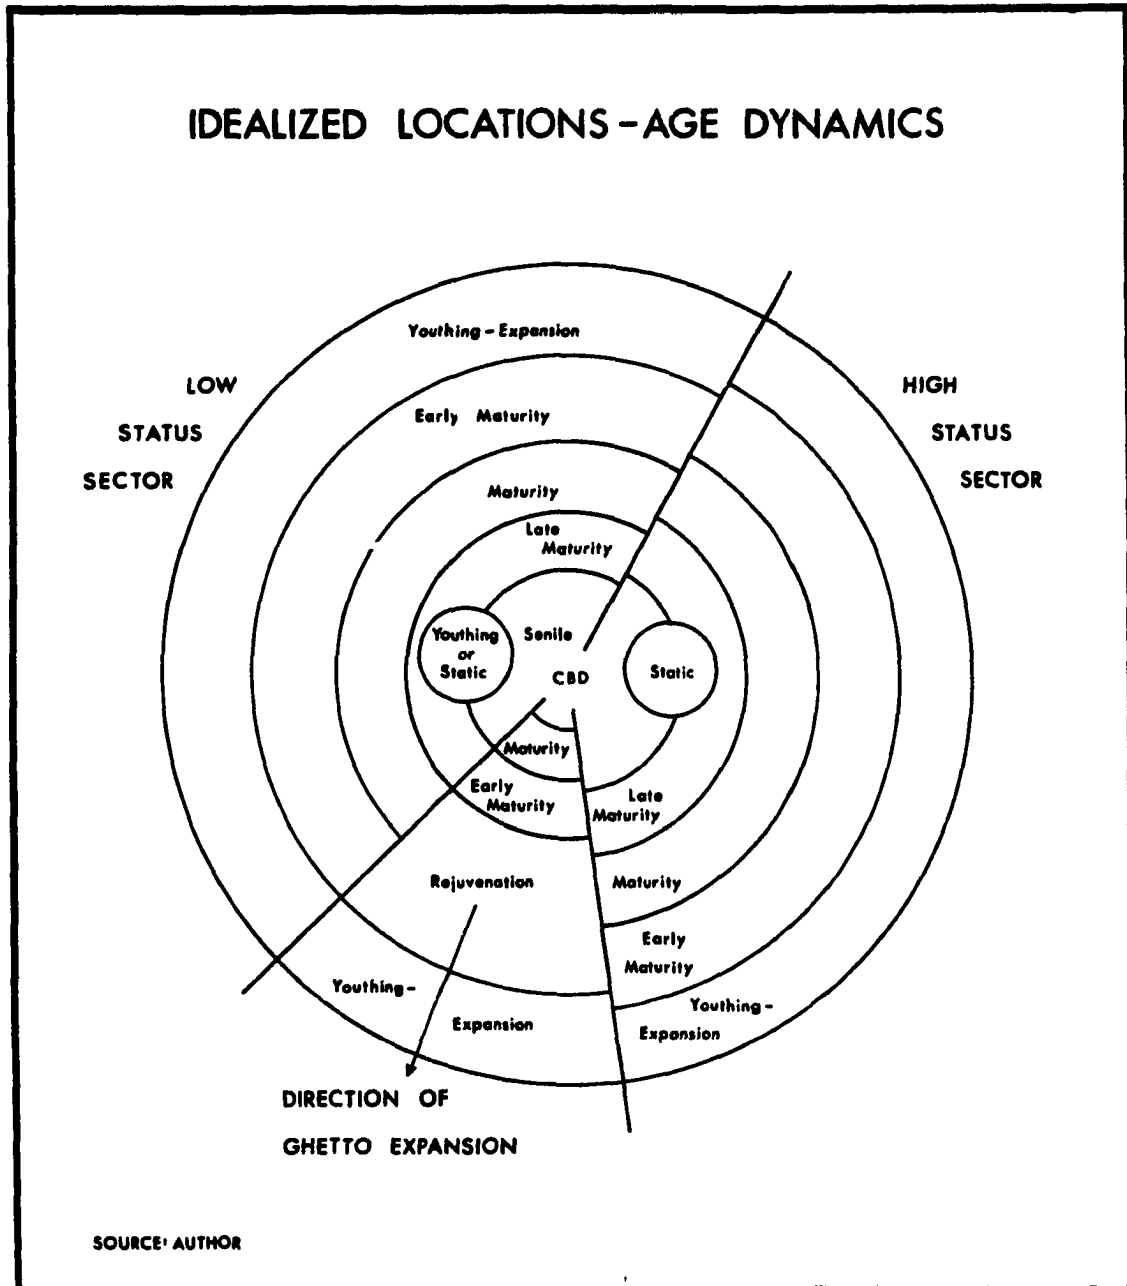 IDEALIZED LOCATIONS - AGE DYNAMICS
Youthing - Expansion
LOW
STATUS
SECTOR
HIGH
STATUS
SECTOR
Early Maturity
Maturity
Late
Maturity
Youthing
or
Static
Senile
CBD
Static
Maturity
Early
Maturity
Late
Maturity
Rejuvenation
Maturity
Early
Maturity
Youthing -
Expansion
Youthing -
Expansion
DIRECTION OF
GHETTO EXPANSION
SOURCE: AUTHOR